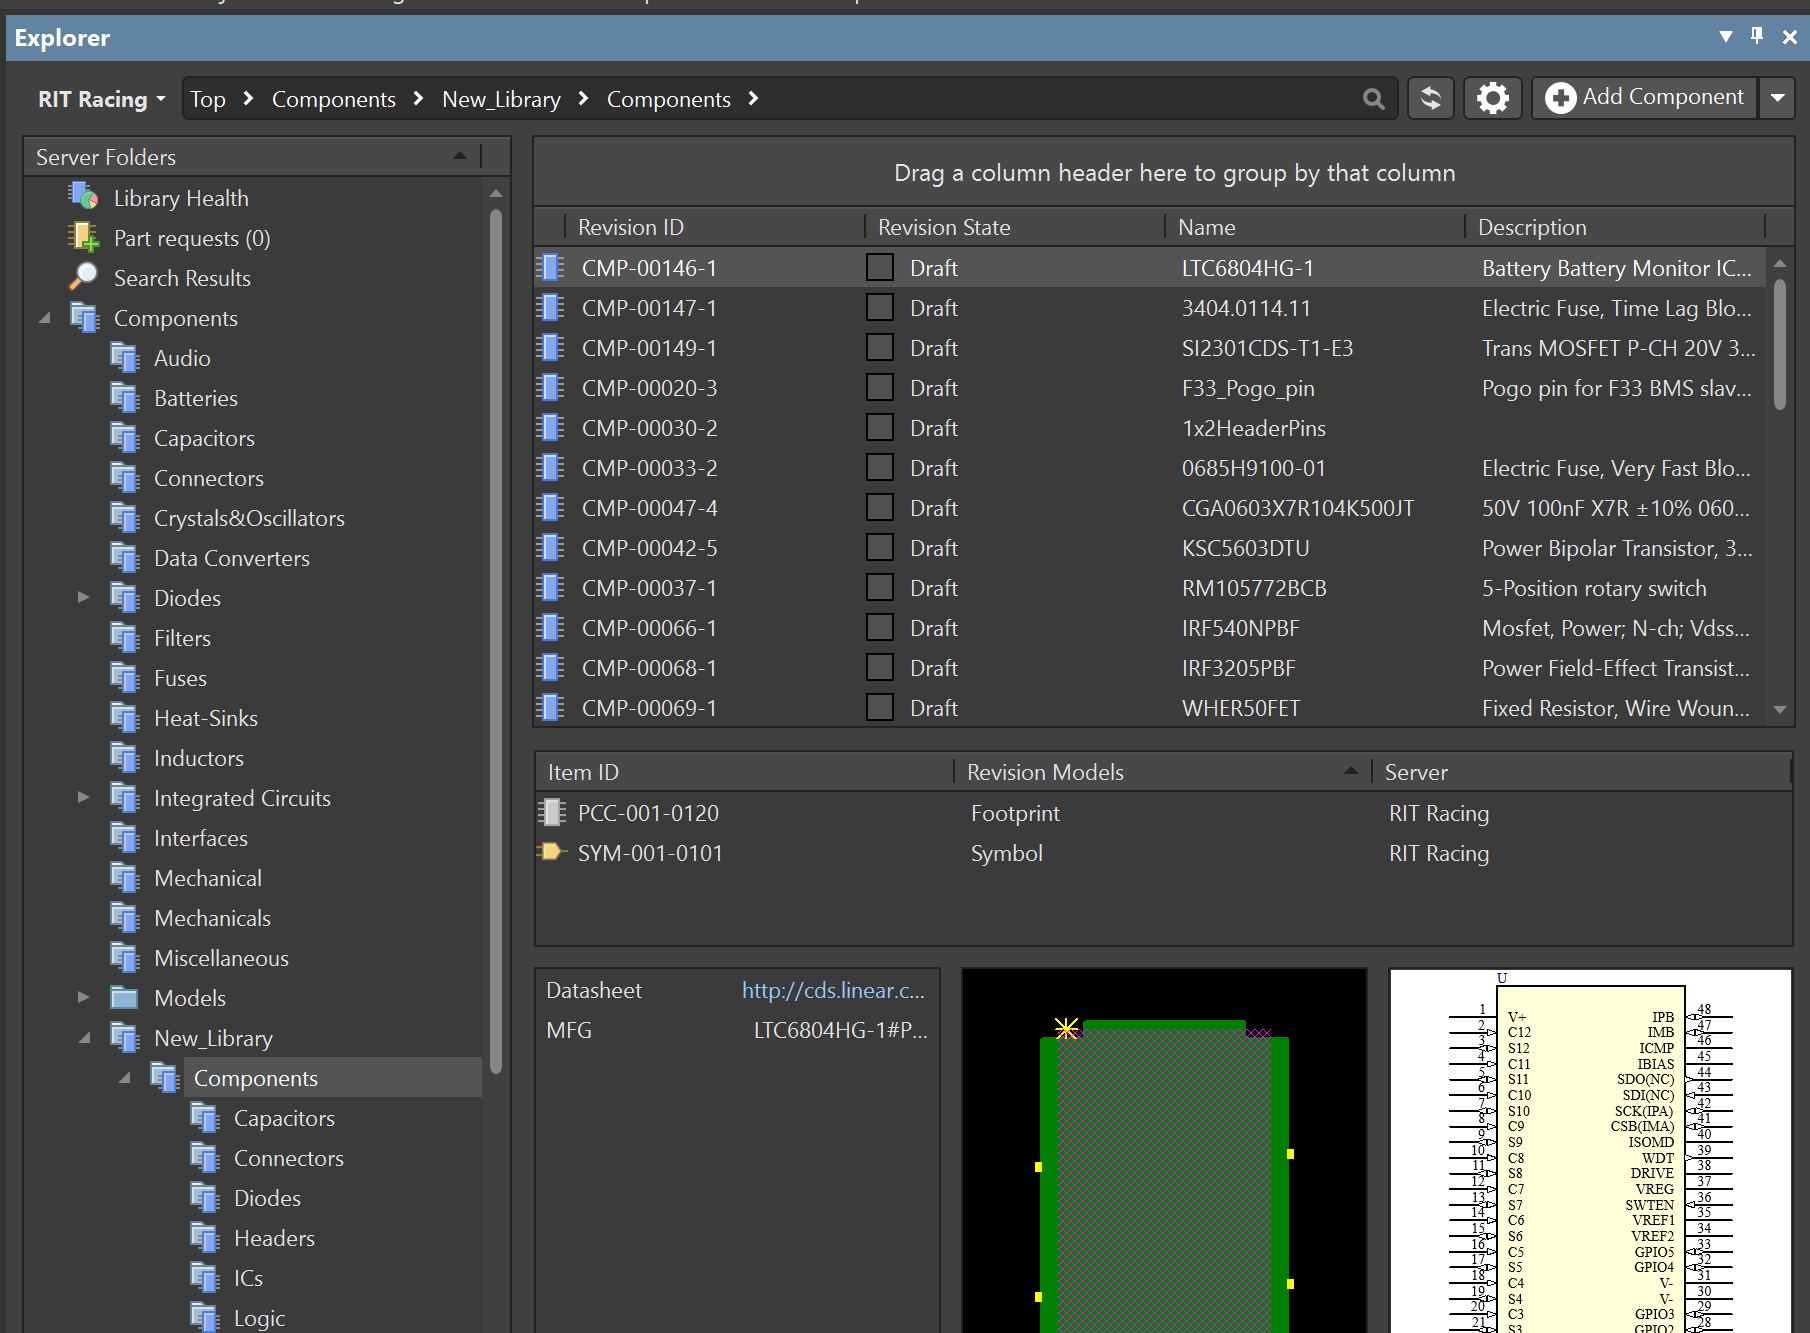 Explorer
RIT Racing Top Components New_Library Components Add Component
Server Folders
Library Health
Part requests (0)
Search Results
Components
Audio
Batteries
Capacitors
Connectors
Crystals&Oscillators
Data Converters
Diodes
Filters
Fuses
Heat-Sinks
Inductors
Integrated Circuits
Interfaces
Mechanical
Mechanicals
Miscellaneous
Models
New_Library
Components
Capacitors
Connectors
Diodes
Headers
ICs
Logic
Drag a column header here to group by that column
Revision ID Revision State Name Description
CMP-00146-1 Draft LTC6804HG-1 Battery Battery Monitor IC...
CMP-00147-1 Draft 3404.0114.11 Electric Fuse, Time Lag Blo...
CMP-00149-1 Draft SI2301CDS-T1-E3 Trans MOSFET P-CH 20V 3...
CMP-00020-3 Draft F33_Pogo_pin Pogo pin for F33 BMS slav...
CMP-00030-2 Draft 1x2HeaderPins
CMP-00033-2 Draft 0685H9100-01 Electric Fuse, Very Fast Blo...
CMP-00047-4 Draft CGA0603X7R104K500JT 50V 100nF X7R ±10% 060...
CMP-00042-5 Draft KSC5603DTU Power Bipolar Transistor, 3...
CMP-00037-1 Draft RM105772BCB 5-Position rotary switch
CMP-00066-1 Draft IRF540NPBF Mosfet, Power; N-ch; Vdss...
CMP-00068-1 Draft IRF3205PBF Power Field-Effect Transist...
CMP-00069-1 Draft WHER50FET Fixed Resistor, Wire Woun...
Item ID Revision Models Server
PCC-001-0120 Footprint RIT Racing
SYM-001-0101 Symbol RIT Racing
Datasheet http://cds.linear.c...
MFG LTC6804HG-1#P...
U
1 V+ IPB 48
2 C12 IMB 47
3 S12 ICMP 46
4 C11 IBIAS 45
5 S11 SDO(NC) 44
6 C10 SDI(NC) 43
7 S10 SCK(IPA) 42
8 C9 CSB(IMA) 41
9 S9 ISOMD 40
10 C8 WDT 39
11 S8 DRIVE 38
12 C7 VREG 37
13 S7 SWTEN 36
14 C6 VREF1 35
15 S6 VREF2 34
16 C5 GPIO5 33
17 S5 GPIO4 32
18 C4 V- 31
19 S4 V- 30
20 C3 GPIO3 29
21 S3 GPIO2 28